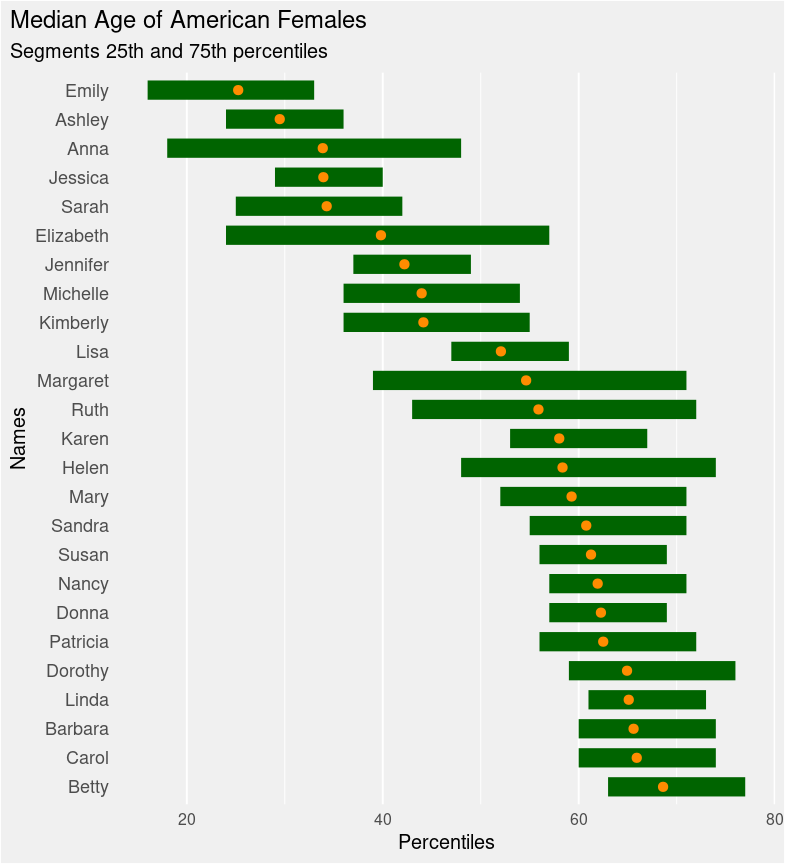 Median Age of American Females
Segments 25th and 75th percentiles
Emily
Ashley
Anna
Jessica
Sarah
Elizabeth
Jennifer
Michelle
Kimberly
Lisa
Margaret
Ruth
Karen
Helen
Mary
Sandra
Susan
Nancy
Donna
Patricia
Dorothy
Linda
Barbara
Carol
Betty
Names
20 40 60 80
Percentiles